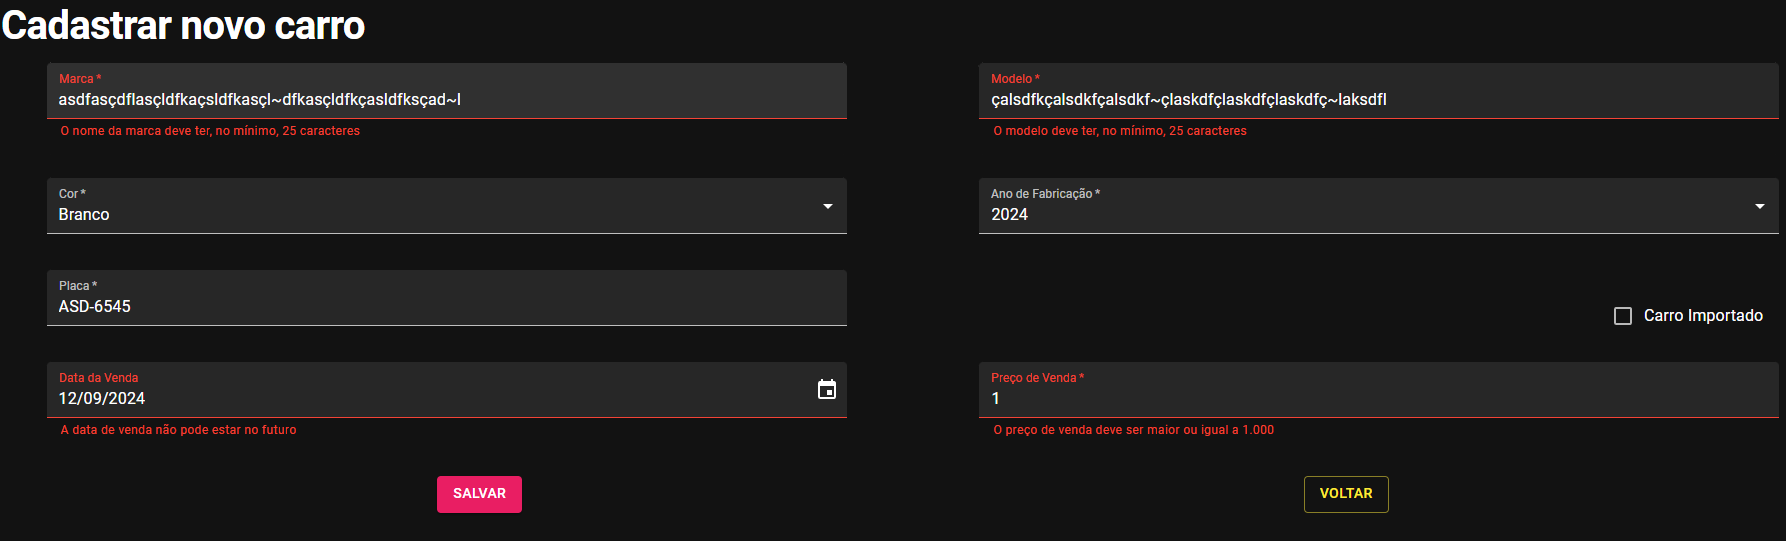 Cadastrar novo carro
Marca *
asdfasçdflasçldfkaçsldfkasçl~dfkasçldfkçasldfksçad~l
O nome da marca deve ter, no mínimo, 25 caracteres
Modelo *
çalsdfkçalsdkfçalsdkf~çlaskdfçlaskdfçlaskdfç~laksdfl
O modelo deve ter, no mínimo, 25 caracteres
Cor *
Branco
Ano de Fabricação *
2024
Placa *
ASD-6545
Carro Importado
Data da Venda
12/09/2024
A data de venda não pode estar no futuro
Preço de Venda *
1
O preço de venda deve ser maior ou igual a 1.000
SALVAR
VOLTAR